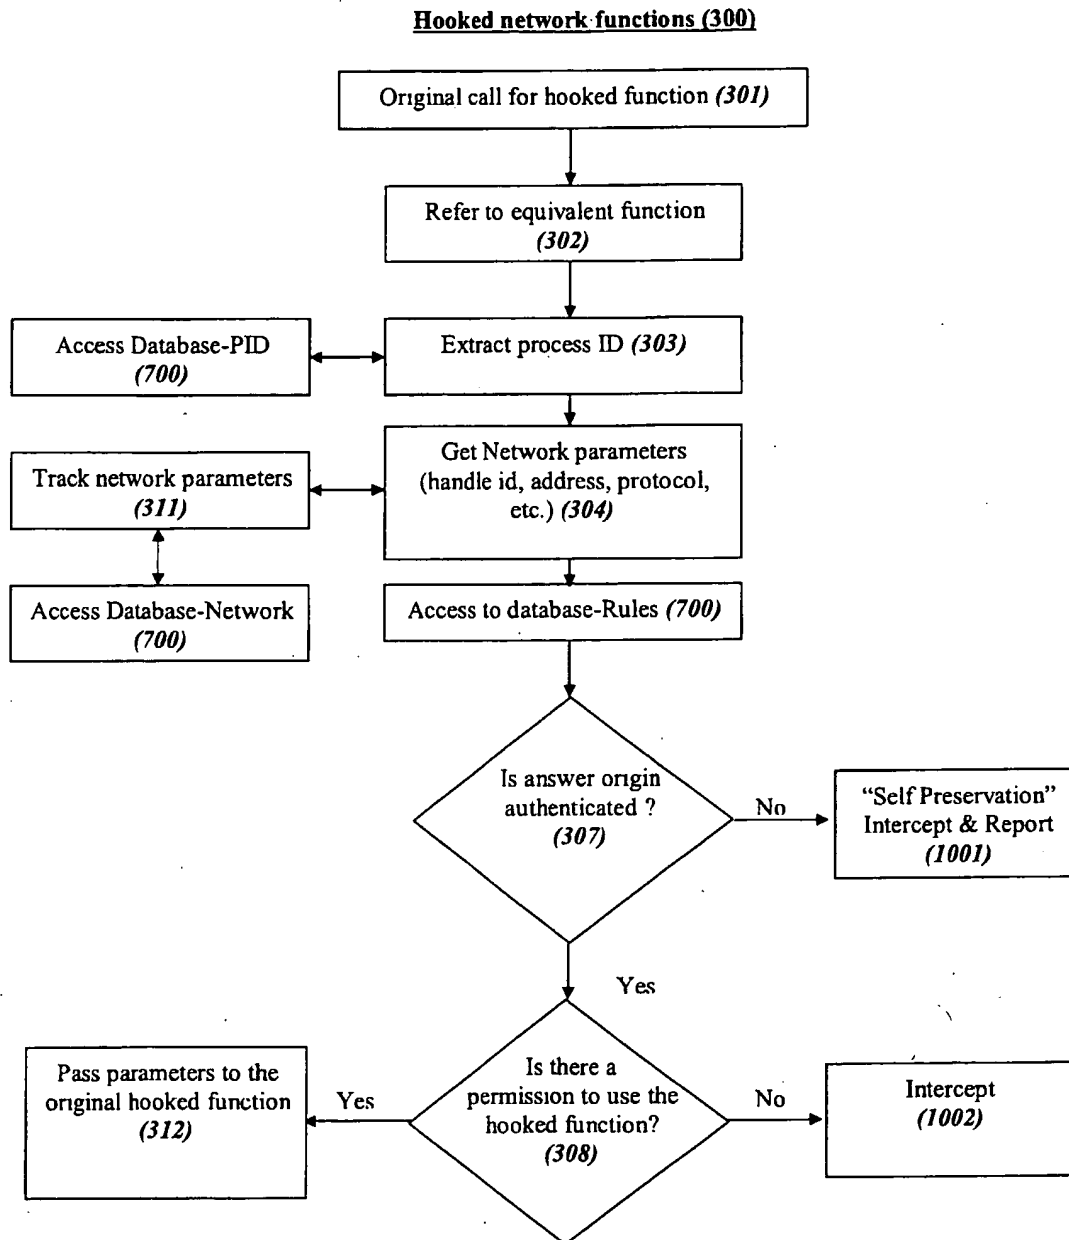 Hooked network functions (300)
Original call for hooked function (301)
Refer to equivalent function
(302)
Access Database-PID
(700)
Extract process ID (303)
Get Network parameters
(handle id, address, protocol,
etc.) (304)
Track network parameters
(311)
Access Database-Network
(700)
Access to database-Rules (700)
Is answer origin
authenticated ?
(307)
No
"Self Preservation"
Intercept & Report
(1001)
Yes
Is there a
permission to use the
hooked function?
(308)
Yes
Pass parameters to the
original hooked function
(312)
No
Intercept
(1002)